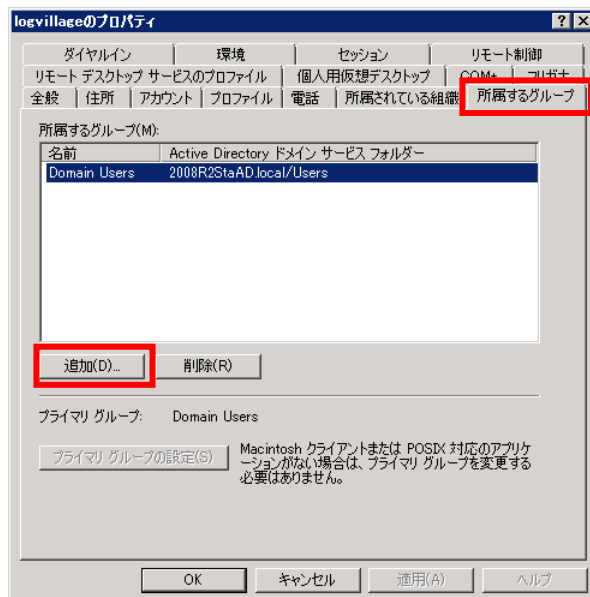 logvillageのプロパティ
ダイヤルイン 環境 セッション リモート制御
リモート デスクトップ サービスのプロファイル 個人用仮想デスクトップ COM+ フリガナ
全般 住所 アカウント プロファイル 電話 所属されている組織 所属するグループ
所属するグループ(M):
名前 Active Directory ドメイン サービス フォルダー
Domain Users 2008R2StaAD.local/Users
追加(D)... 削除(R)
プライマリ グループ: Domain Users
プライマリ グループの設定(S)
Macintosh クライアントまたは POSIX 対応のアプリケ
ーションがない場合は、プライマリ グループを変更する
必要はありません。
OK キャンセル 適用(A) ヘルプ